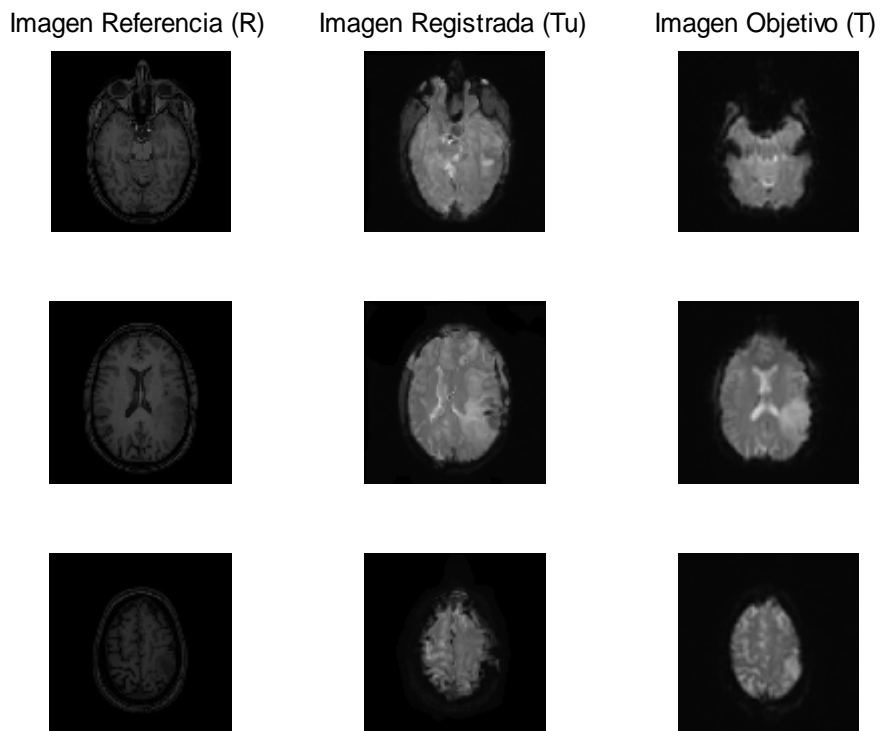 Imagen Referencia (R)
Imagen Registrada (Tu)
Imagen Objetivo (T)